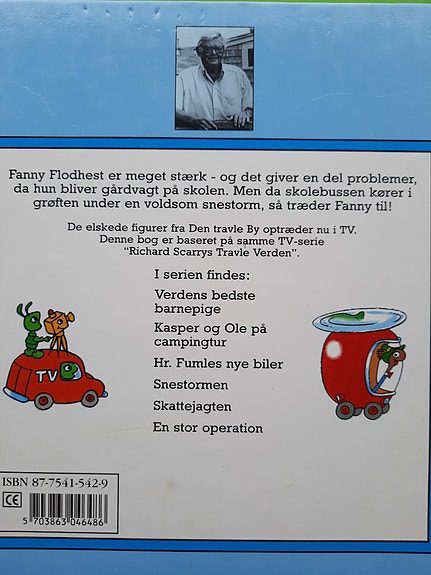 Fanny Flodhest er meget stærk - og det giver en del problemer,
da hun bliver gårdvagt på skolen. Men da skolebussen kører i
grøften under en voldsom snestorm, så træder Fanny til!
De elskede figurer fra Den travle By optræder nu i TV.
Denne bog er baseret på samme TV-serie
"Richard Scarrys Travle Verden".
I serien findes:
Verdens bedste
barnepige
Kasper og Ole på
campingtur
Hr. Fumles nye biler
Snestormen
Skattejagten
En stor operation
TV
ISBN 87-7541-542-9
CE
5 703863 046486